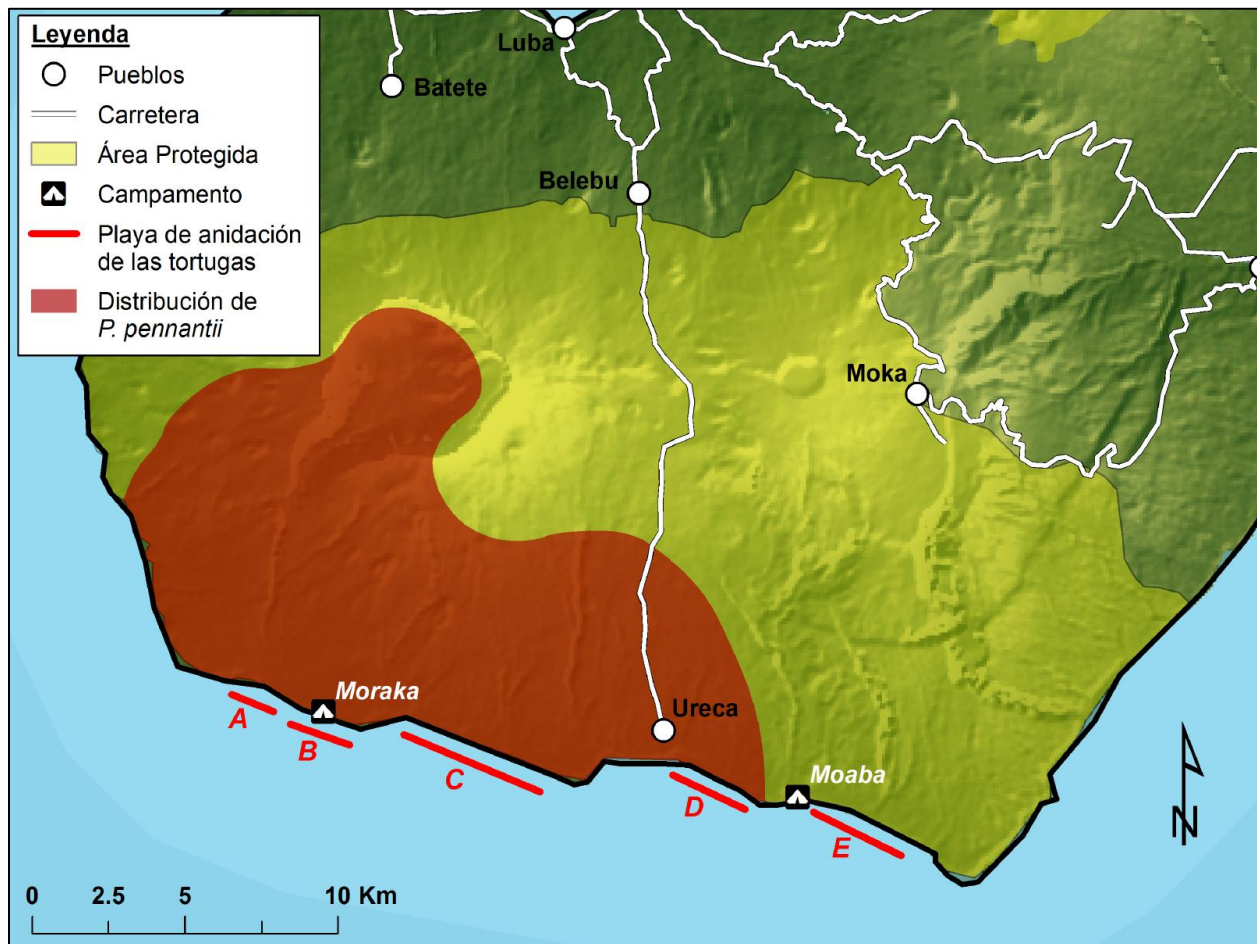 Leyenda
Pueblos
Carretera
Área Protegida
Campamento
Playa de anidación
de las tortugas
Distribución de
P. pennantii
Luba
Batete
Belebu
Moka
Moraka
Ureca
Moaba
A
B
C
D
E
N
0 2.5 5 10 Km